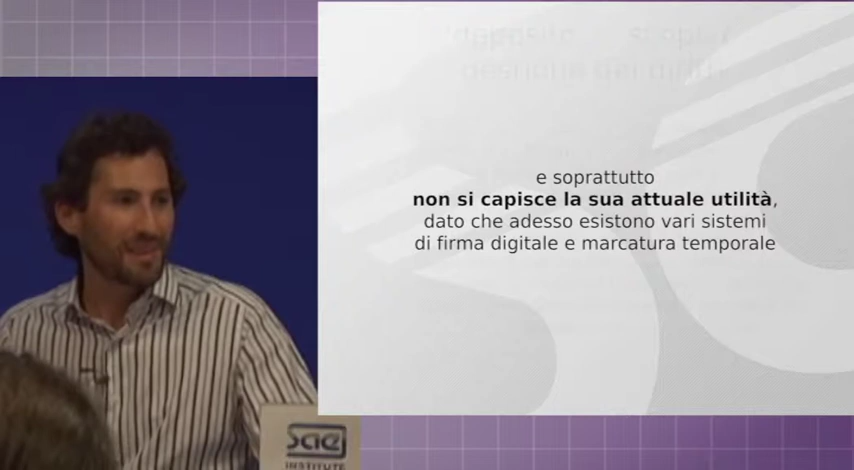 e soprattutto
non si capisce la sua attuale utilità,
dato che adesso esistono vari sistemi
di firma digitale e marcatura temporale
sae
INSTITUTE